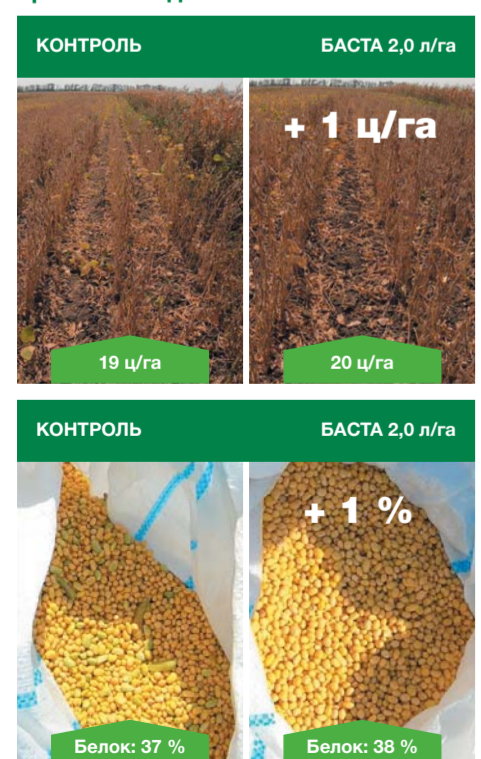 КОНТРОЛЬ БАСТА 2,0 л/га
+ 1 ц/га
19 ц/га 20 ц/га
КОНТРОЛЬ БАСТА 2,0 л/га
+ 1 %
Белок: 37 % Белок: 38 %